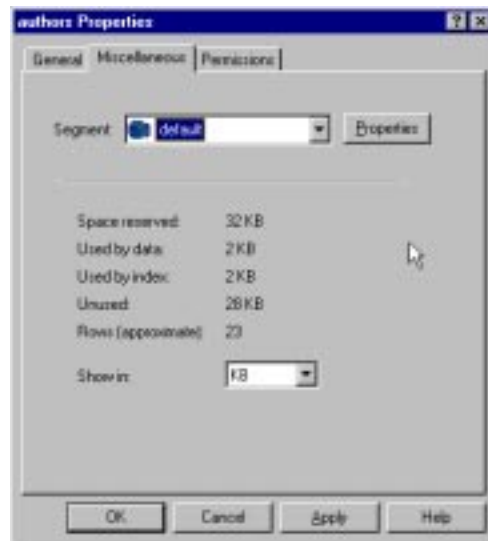 authors Properties
General Miscellaneous Permissions
Segment: default Properties
Space reserved: 32 KB
Used by data: 2 KB
Used by index: 2 KB
Unused: 28 KB
Rows (approximate): 23
Show in: KB
OK Cancel Apply Help